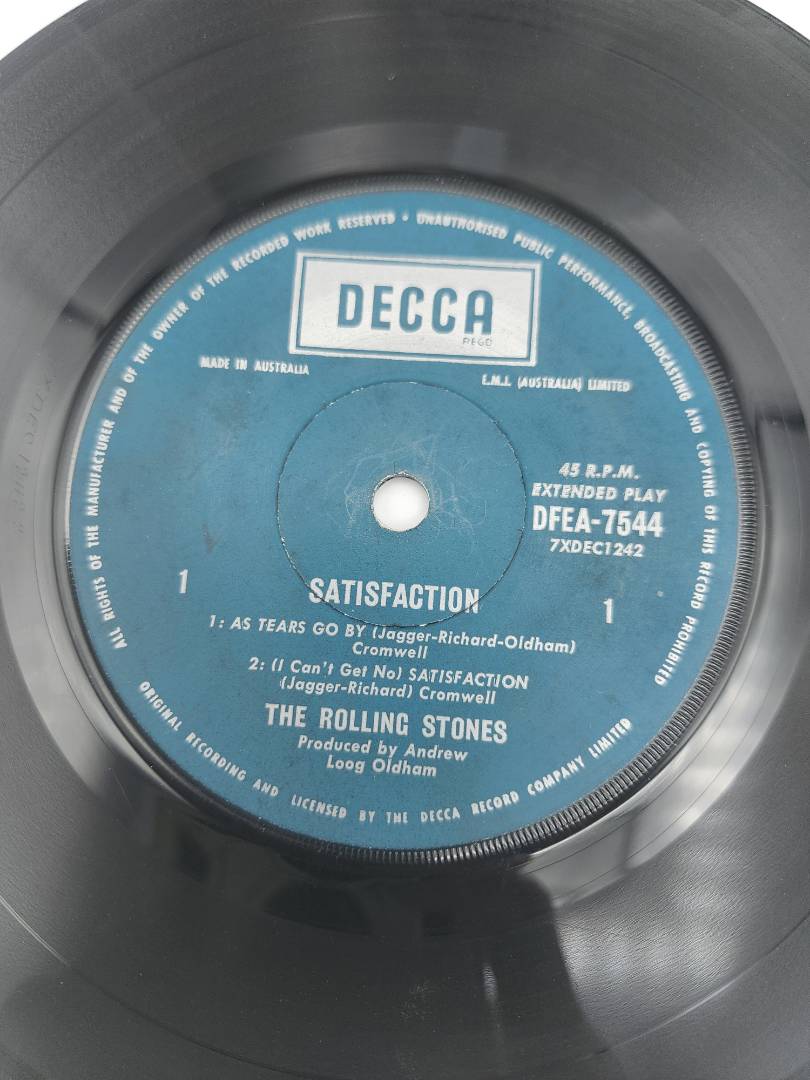 ALL RIGHTS OF THE MANUFACTURER AND OF THE OWNER OF THE RECORDED WORK RESERVED • UNAUTHORISED PUBLIC PERFORMANCE, BROADCASTING AND COPYING OF THIS RECORD PROHIBITED
DECCA
REGD
MADE IN AUSTRALIA
E.M.I. (AUSTRALIA) LIMITED
45 R.P.M.
EXTENDED PLAY
DFEA-7544
7XDEC1242
1
1
SATISFACTION
1: AS TEARS GO BY (Jagger-Richard-Oldham)
Cromwell
2: (I Can't Get No) SATISFACTION
(Jagger-Richard) Cromwell
THE ROLLING STONES
Produced by Andrew
Loog Oldham
ORIGINAL RECORDING AND LICENSED BY THE DECCA RECORD COMPANY LIMITED